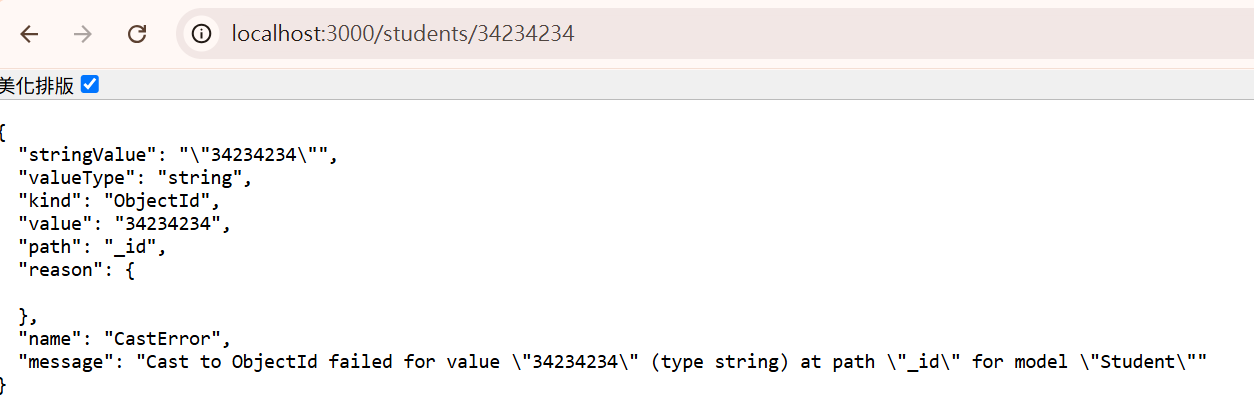 localhost:3000/students/34234234
美化排版
{
  "stringValue": "\"34234234\"",
  "valueType": "string",
  "kind": "ObjectId",
  "value": "34234234",
  "path": "_id",
  "reason": {
  },
  "name": "CastError",
  "message": "Cast to ObjectId failed for value \"34234234\" (type string) at path \"_id\" for model \"Student\""
}